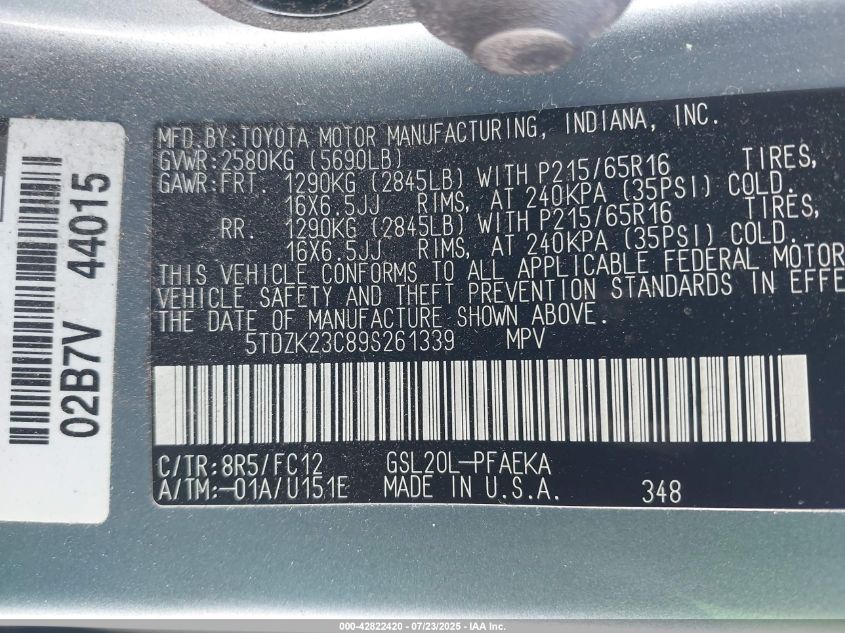 MFD.BY:TOYOTA MOTOR MANUFACTURING, INDIANA, INC.
GVWR:2580KG (5690LB)
GAWR:FRT. 1290KG (2845LB) WITH P215/65R16 TIRES,
16X6.5JJ RIMS, AT 240KPA (35PSI) COLD.
RR. 1290KG (2845LB) WITH P215/65R16 TIRES,
16X6.5JJ RIMS, AT 240KPA (35PSI) COLD.
THIS VEHICLE CONFORMS TO ALL APPLICABLE FEDERAL MOTOR
VEHICLE SAFETY AND THEFT PREVENTION STANDARDS IN EFFE
THE DATE OF MANUFACTURE SHOWN ABOVE.
5TDZK23C89S261339 MPV
C/TR:8R5/FC12 GSL20L-PFAEKA
A/TM:-01A/U151E MADE IN U.S.A. 348
02B7V 44015
000-42822420 - 07/23/2025 - IAA Inc.